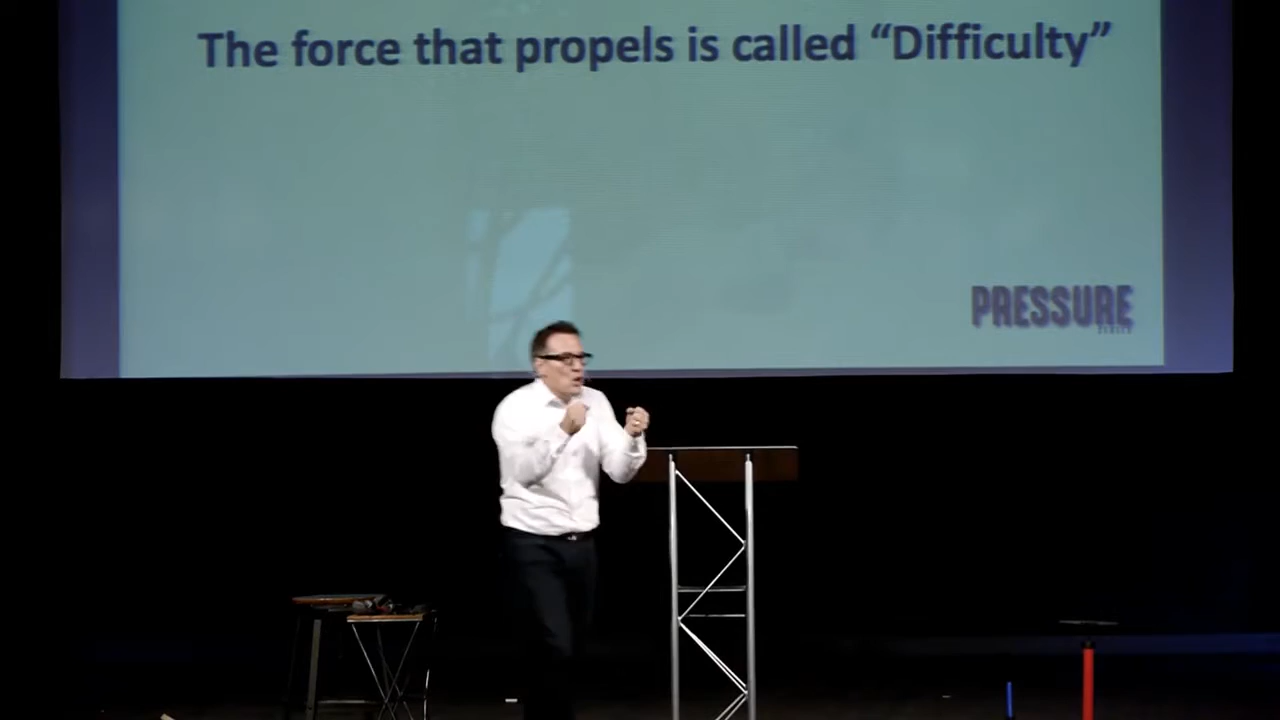 The force that propels is called “Difficulty”
PRESSURE